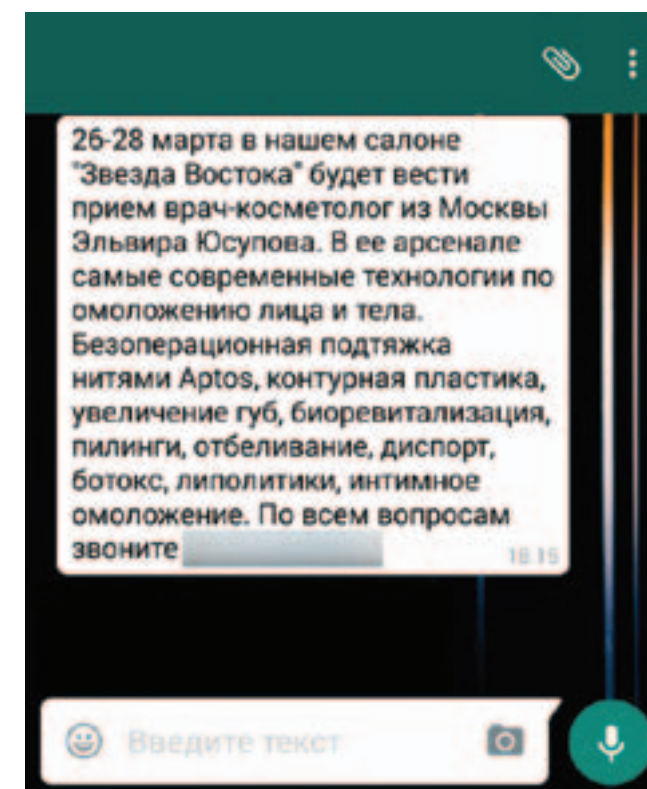 26-28 марта в нашем салоне
"Звезда Востока" будет вести
прием врач-косметолог из Москвы
Эльвира Юсупова. В ее арсенале
самые современные технологии по
омоложению лица и тела.
Безоперационная подтяжка
нитями Aptos, контурная пластика,
увеличение губ, биоревитализация,
пилинги, отбеливание, диспорт,
ботокс, липолитики, интимное
омоложение. По всем вопросам
звоните
18:15
Введите текст